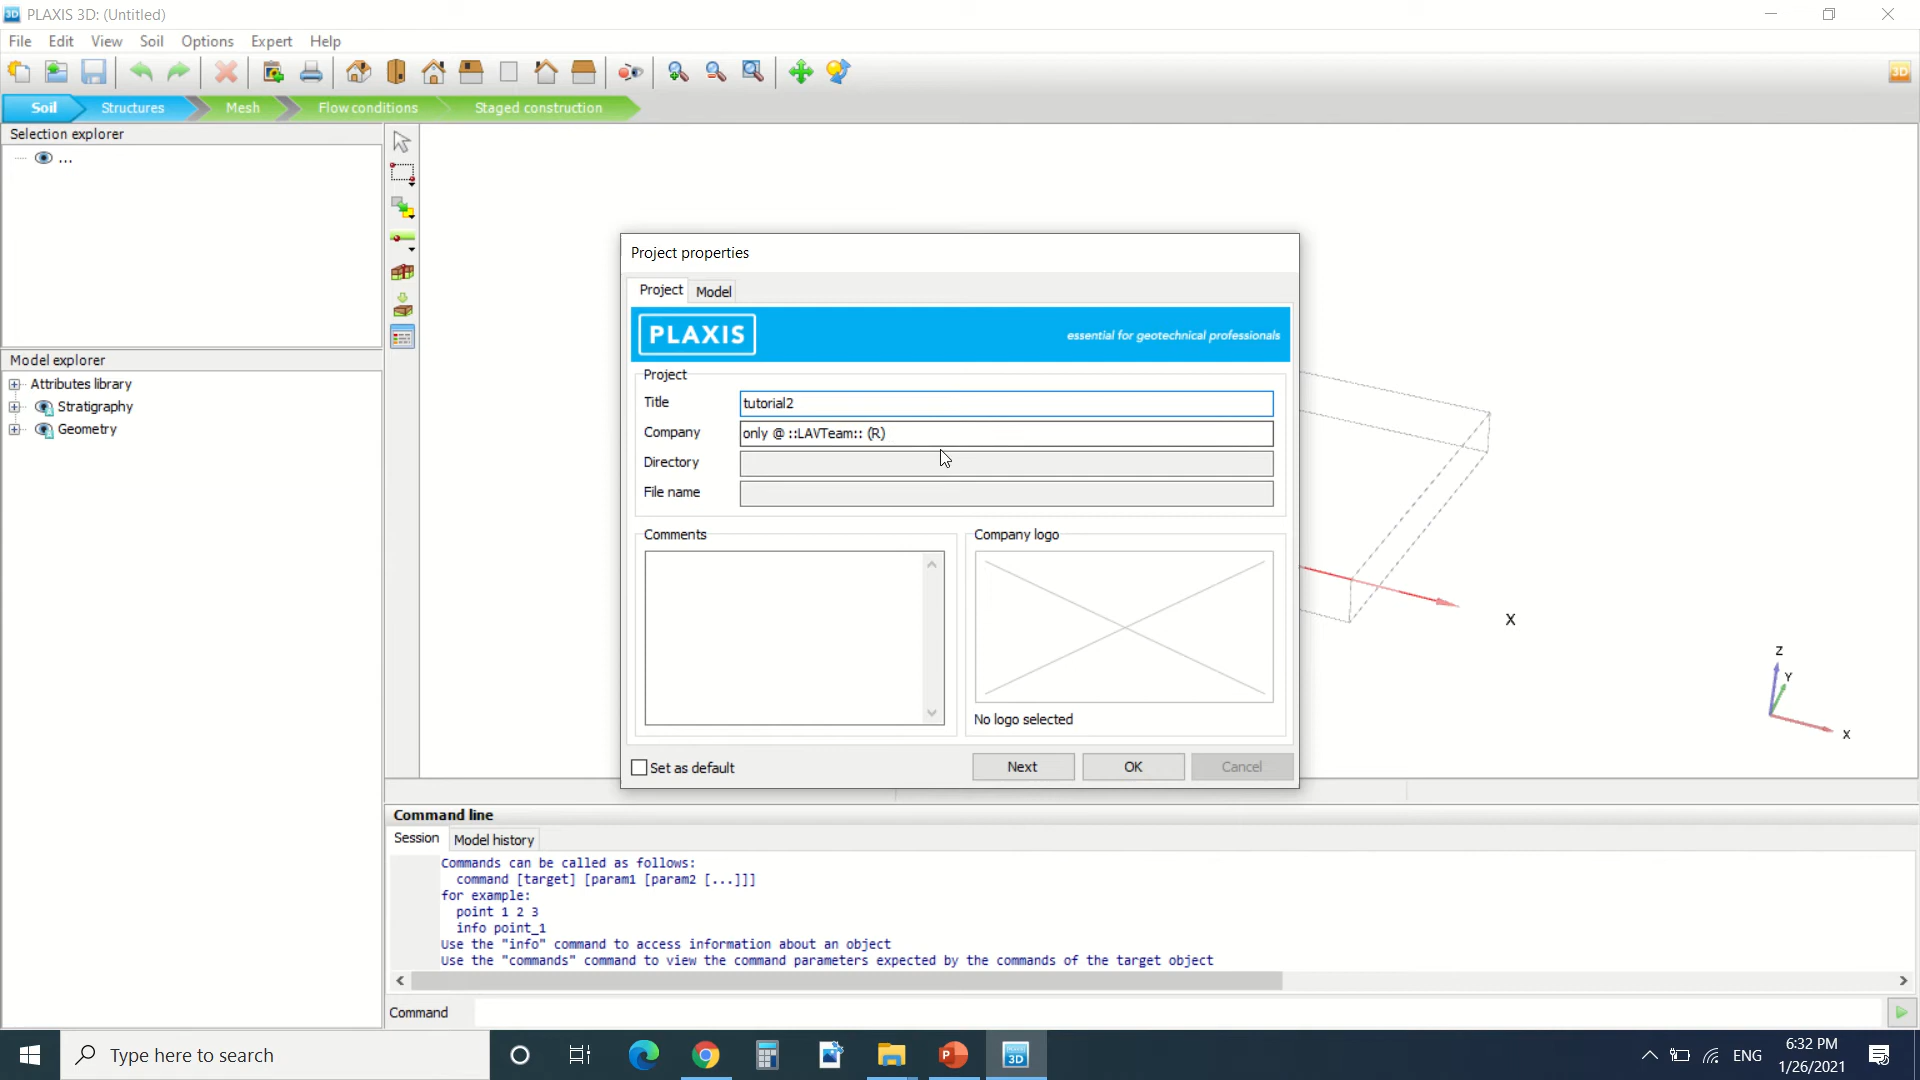 PLAXIS 3D: (Untitled)
File Edit View Soil Options Expert Help
3D
Soil Structures Mesh Flow conditions Staged construction
Selection explorer
...
Model explorer
Attributes library
Stratigraphy
Geometry
Project properties
Project Model
PLAXIS essential for geotechnical professionals
Project
Title tutorial2
Company only @ ::LAVTeam:: (R)
Directory
File name
Comments
Company logo
No logo selected
Set as default Next OK Cancel
X
Z
Y
X
Command line
Session Model history
Commands can be called as follows:
command [target] [param1 [param2 [...]]]
for example:
point 1 2 3
info point_1
Use the "info" command to access information about an object
Use the "commands" command to view the command parameters expected by the commands of the target object
Command
Type here to search
P
3D
ENG
6:32 PM
1/26/2021